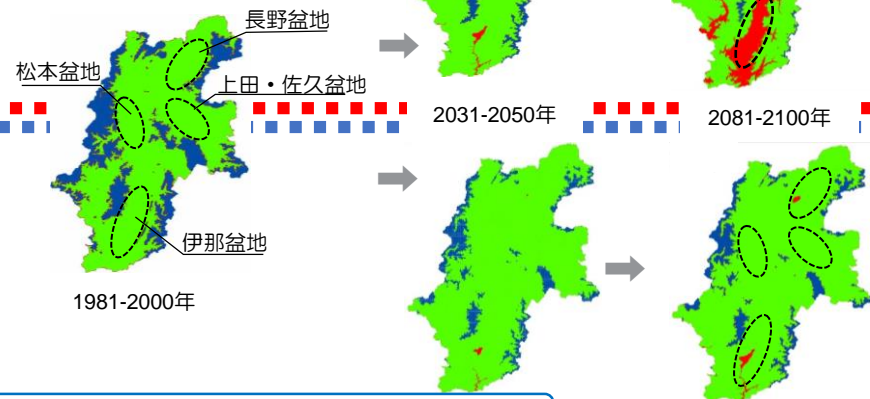 長野盆地
松本盆地
上田・佐久盆地
2031-2050年
2081-2100年
伊那盆地
1981-2000年